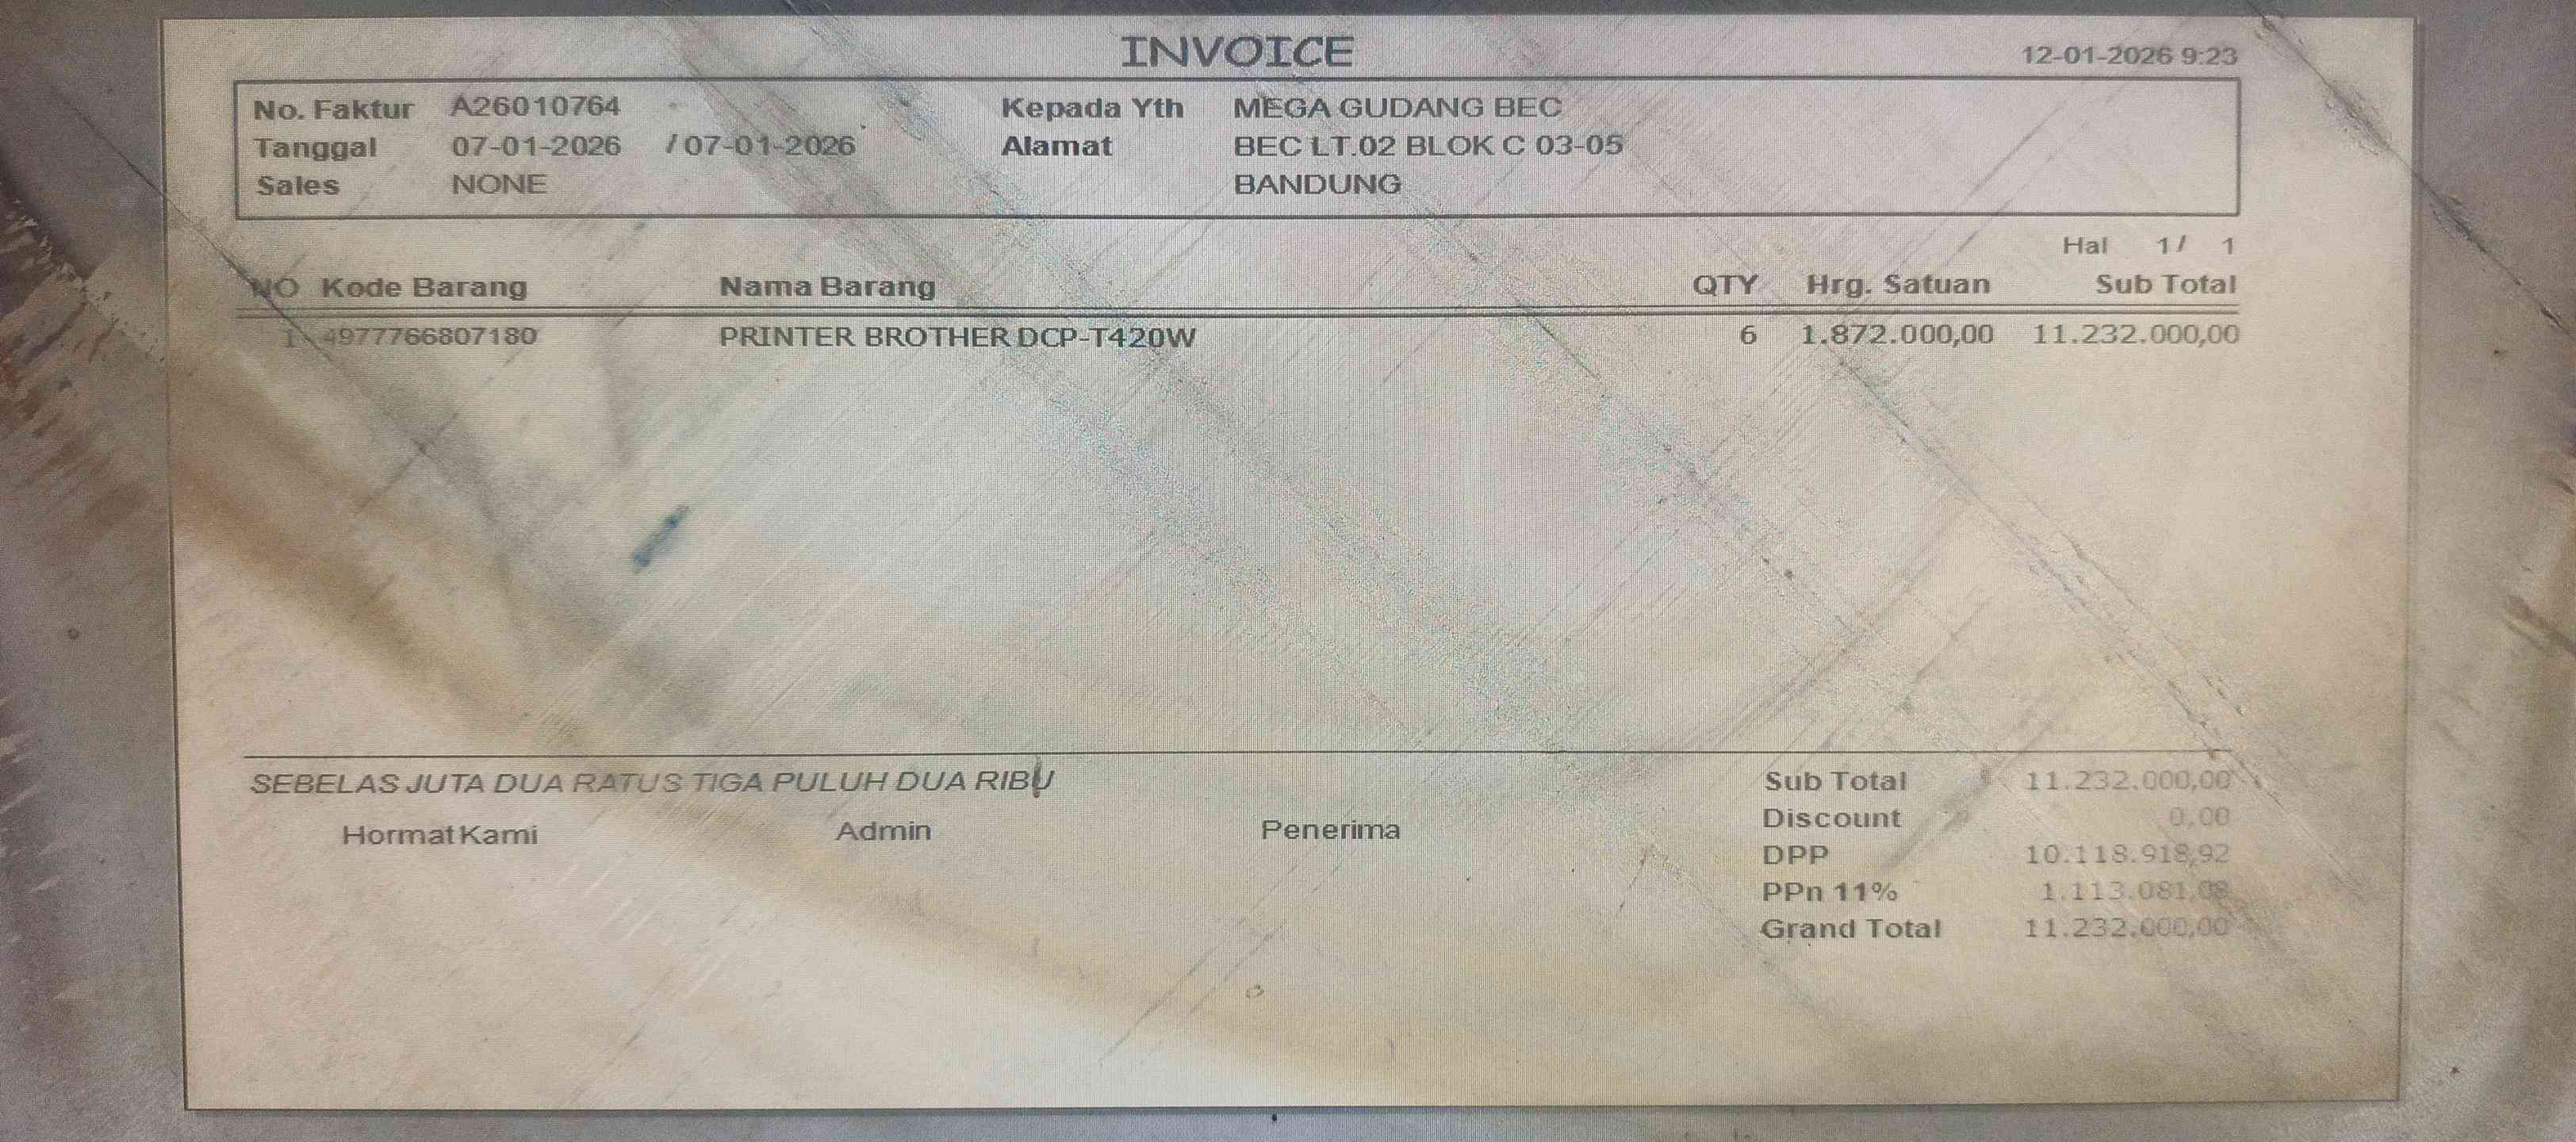 INVOICE
12-01-2026 9:23
No. Faktur A26010764 Kepada Yth MEGA GUDANG BEC
Tanggal 07-01-2026 / 07-01-2026 Alamat BEC LT.02 BLOK C 03-05
Sales NONE BANDUNG
Hal 1 / 1
NO Kode Barang Nama Barang QTY Hrg. Satuan Sub Total
1 4977766807180 PRINTER BROTHER DCP-T420W 6 1.872.000,00 11.232.000,00
SEBELAS JUTA DUA RATUS TIGA PULUH DUA RIBU Sub Total 11.232.000,00
Discount 0,00
Hormat Kami Admin Penerima
DPP 10.118.918,92
PPn 11% 1.113.081,08
Grand Total 11.232.000,00